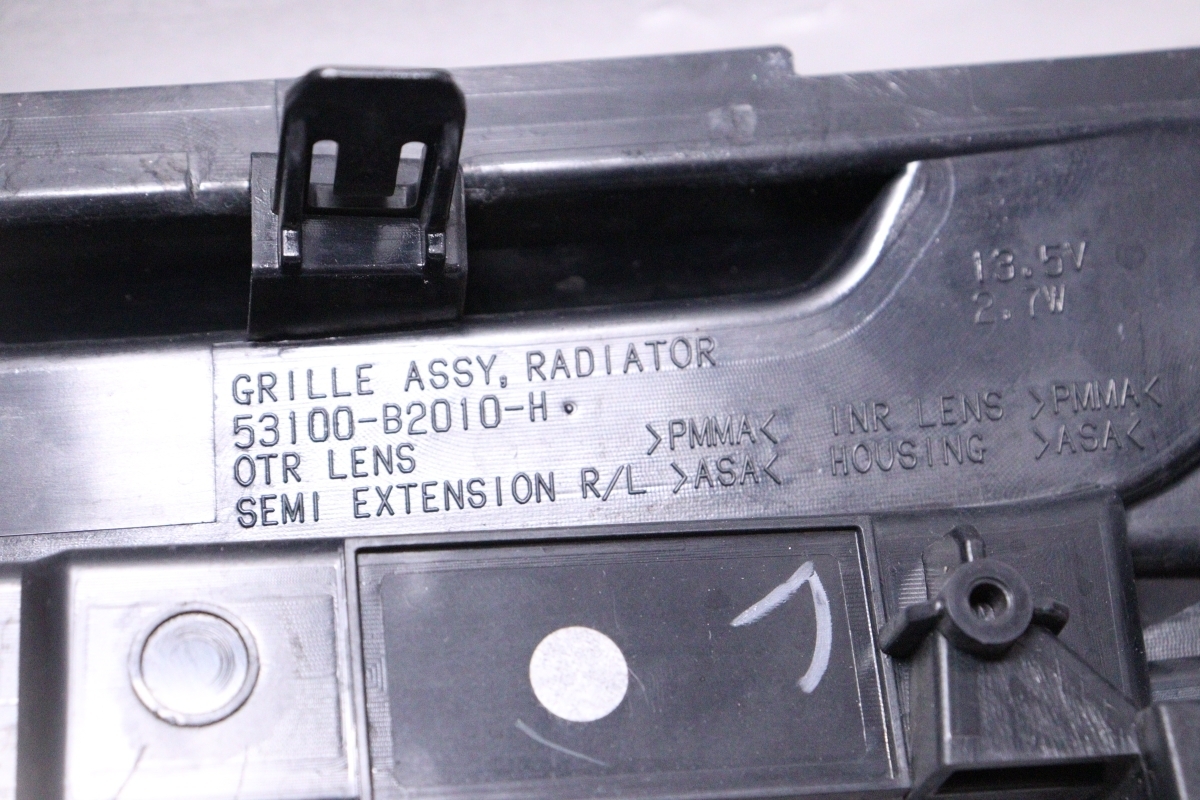 13.5V
2.7W
GRILLE ASSY, RADIATOR
53100-B2010-H
OTR LENS >PMMA< INR LENS >PMMA<
SEMI EXTENSION R/L >ASA< HOUSING >ASA<